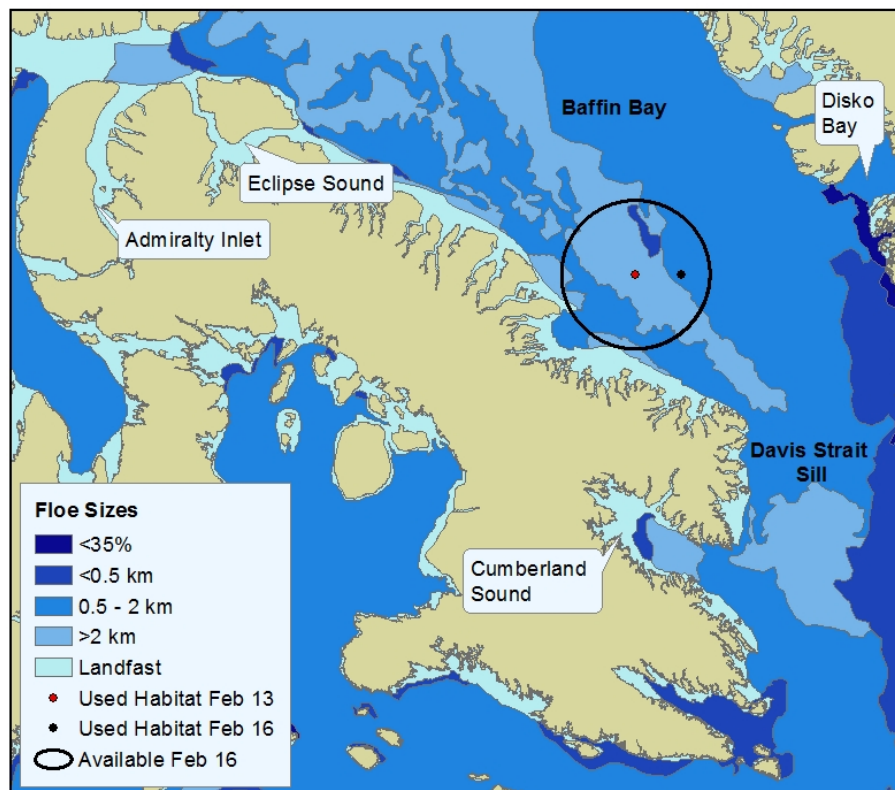 Baffin Bay
Disko
Bay
Eclipse Sound
Admiralty Inlet
Davis Strait
Sill
Cumberland
Sound
Floe Sizes
<35%
<0.5 km
0.5 - 2 km
>2 km
Landfast
Used Habitat Feb 13
Used Habitat Feb 16
Available Feb 16